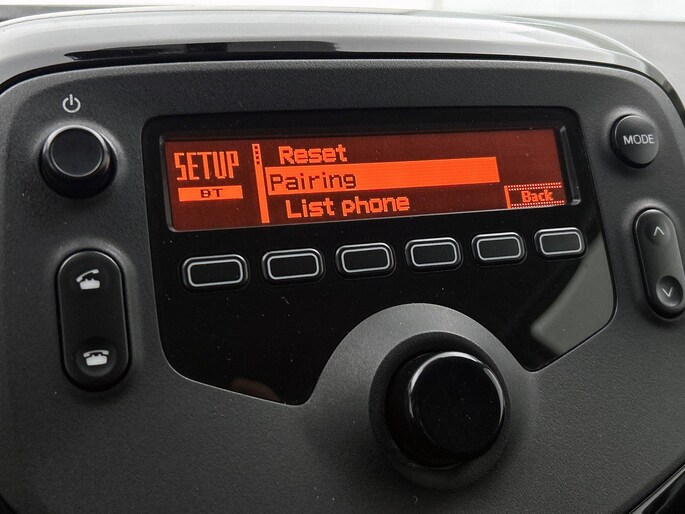 Reset
SETUP
BT
Pairing
List phone
Back
MODE